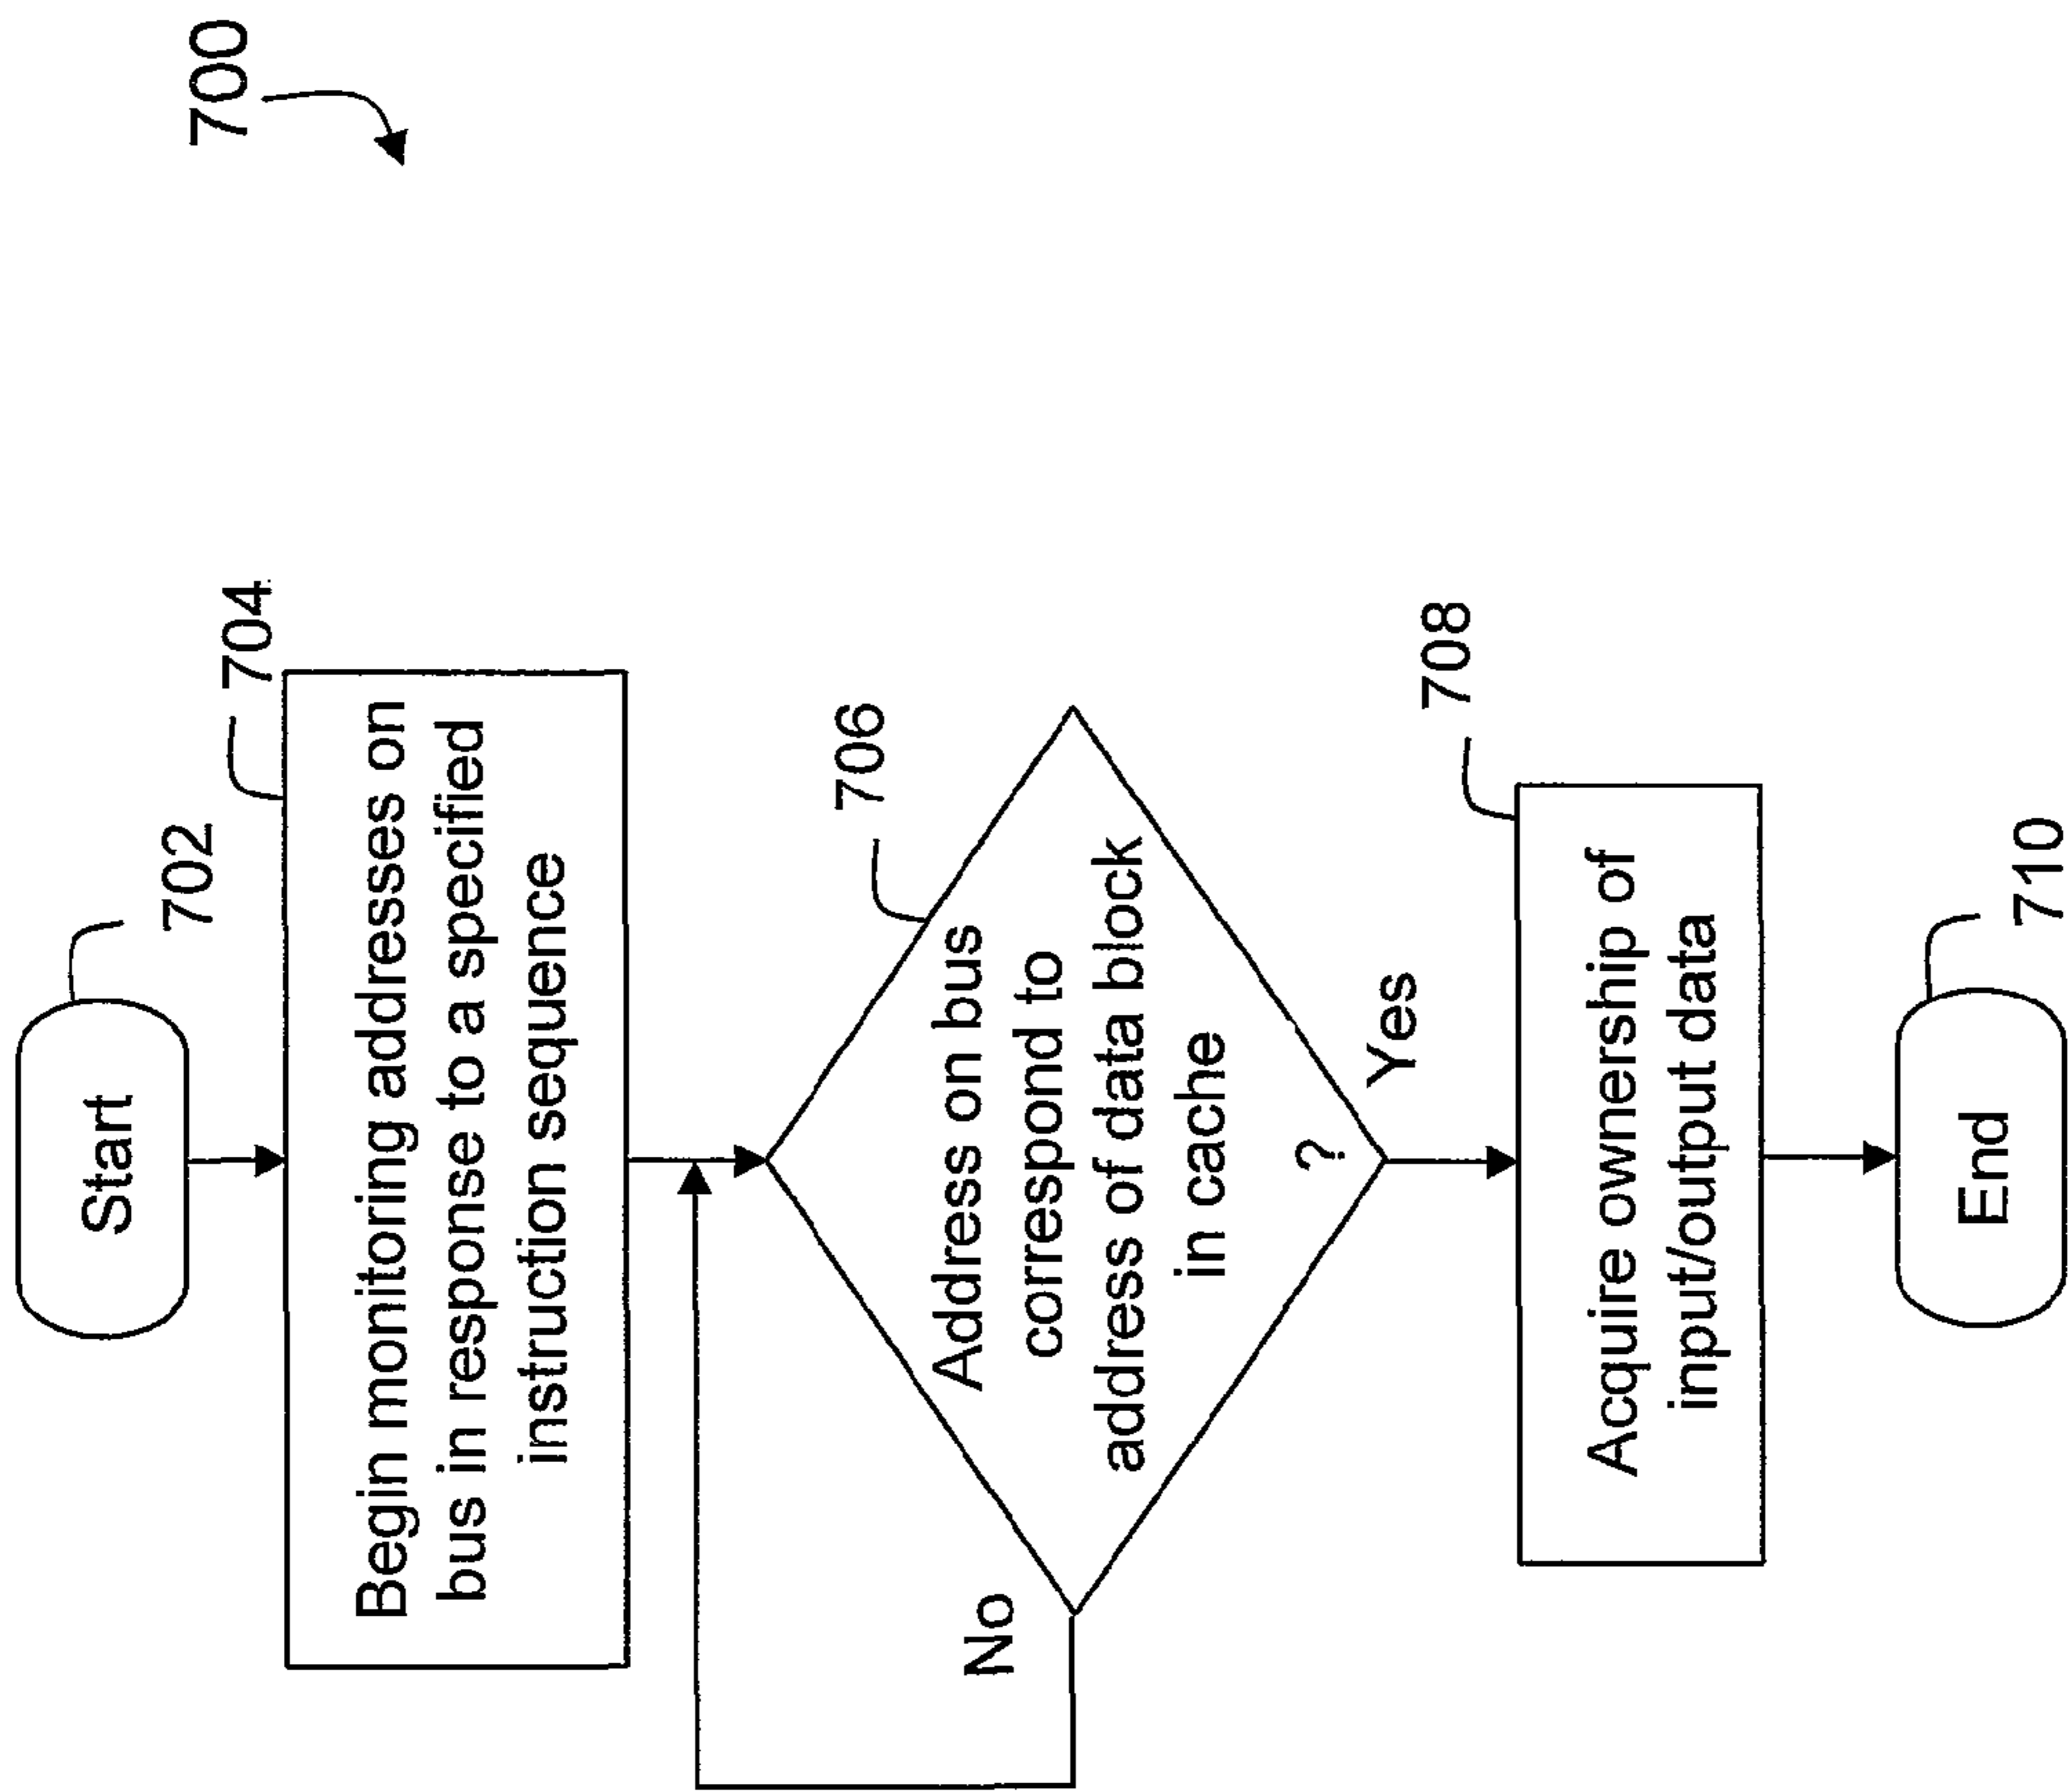 700
Start
702
Begin monitoring addresses on
bus in response to a specified
instruction sequence
704
Address on bus
correspond to
address of data block
in cache
?
706
No
Yes
Acquire ownership of
input/output data
708
End
710